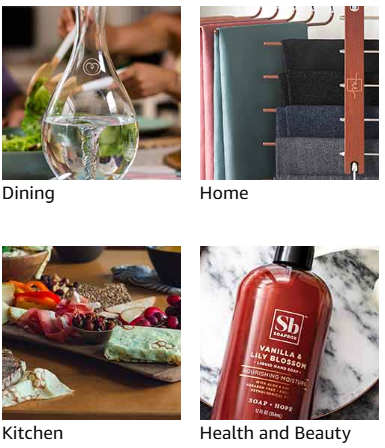 Dining
Home
Sb
SOAPBOX
VANILLA &
LILY BLOSSOM
LIQUID HAND SOAP
NOURISHING MOISTURE
SOAP = HOPE
Kitchen
Health and Beauty